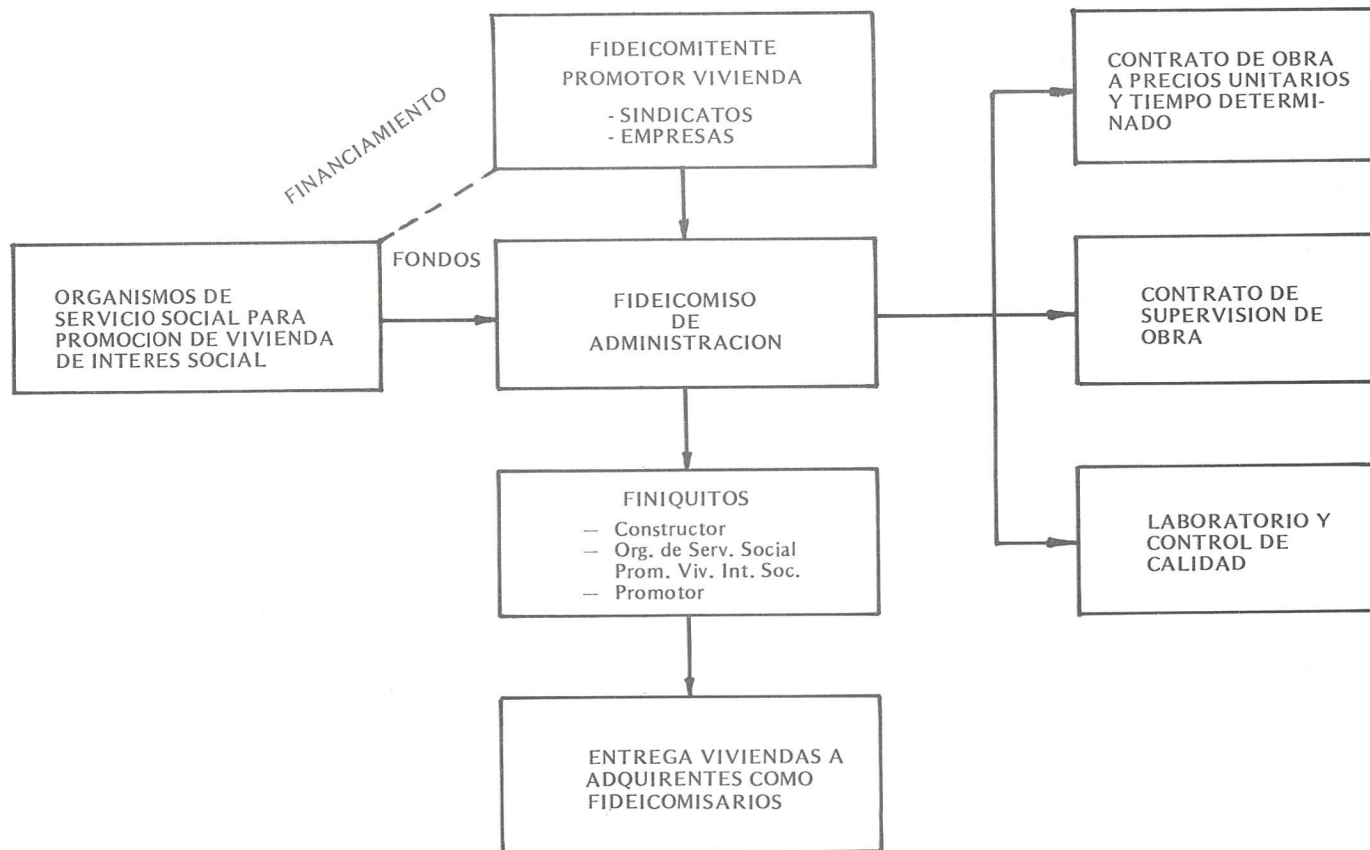 FIDEICOMITENTE
PROMOTOR VIVIENDA
- SINDICATOS
- EMPRESAS
FINANCIAMIENTO
CONTRATO DE OBRA
A PRECIOS UNITARIOS
Y TIEMPO DETERMI-
NADO
FONDOS
ORGANISMOS DE
SERVICIO SOCIAL PARA
PROMOCION DE VIVIENDA
DE INTERES SOCIAL
FIDEICOMISO
DE
ADMINISTRACION
CONTRATO DE
SUPERVISION DE
OBRA
FINIQUITOS
— Constructor
— Org. de Serv. Social
Prom. Viv. Int. Soc.
— Promotor
LABORATORIO Y
CONTROL DE
CALIDAD
ENTREGA VIVIENDAS A
ADQUIRENTES COMO
FIDEICOMISARIOS